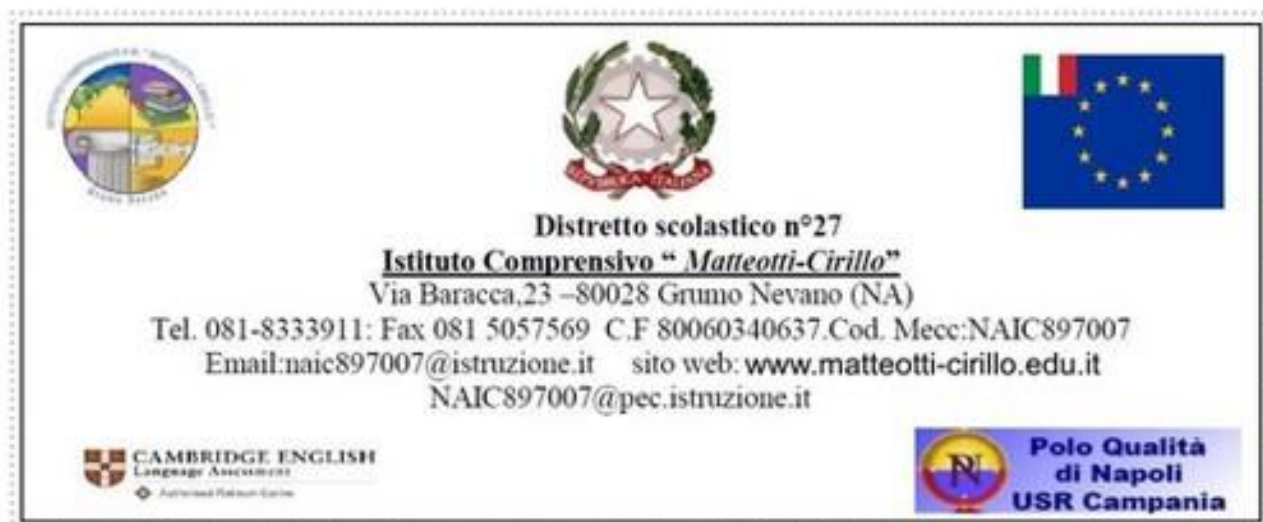 REPVBBLICA ITALIANA
Distretto scolastico n°27
Istituto Comprensivo “ Matteotti-Cirillo”
Via Baracca,23 –80028 Grumo Nevano (NA)
Tel. 081-8333911: Fax 081 5057569 C.F 80060340637.Cod. Mecc:NAIC897007
Email:naic897007@istruzione.it sito web: www.matteotti-cirillo.edu.it
NAIC897007@pec.istruzione.it
CAMBRIDGE ENGLISH
Language Assessment
Polo Qualità
di Napoli
USR Campania